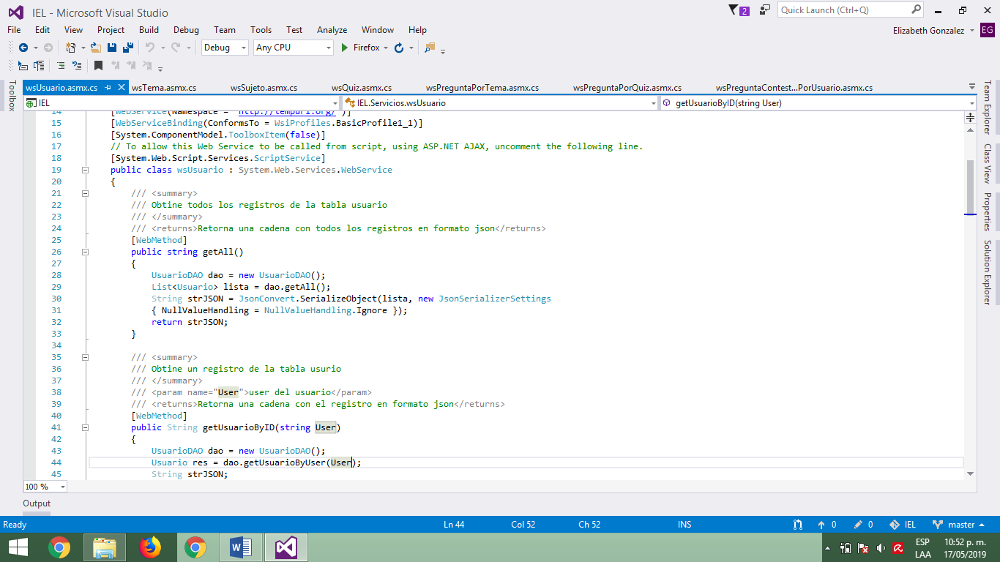 IEL - Microsoft Visual Studio
2
Quick Launch (Ctrl+Q)
File Edit View Project Build Debug Team Tools Test Analyze Window Help
Elizabeth Gonzalez EG
Debug Any CPU Firefox
wsUsuario.asmx.cs wsTema.asmx.cs wsSujeto.asmx.cs wsQuiz.asmx.cs wsPreguntaPorTema.asmx.cs wsPreguntaPorQuiz.asmx.cs wsPreguntaContest...PorUsuario.asmx.cs
IEL IEL.Servicios.wsUsuario getUsuarioByID(string User)
Toolbox
Team Explorer
Class View
Properties
Solution Explorer
14 [WebService(Namespace = "http://tempuri.org/")]
15 [WebServiceBinding(ConformsTo = WsiProfiles.BasicProfile1_1)]
16 [System.ComponentModel.ToolboxItem(false)]
17 // To allow this Web Service to be called from script, using ASP.NET AJAX, uncomment the following line.
18 [System.Web.Script.Services.ScriptService]
19 public class wsUsuario : System.Web.Services.WebService
20 {
21 /// <summary>
22 /// Obtine todos los registros de la tabla usuario
23 /// </summary>
24 /// <returns>Retorna una cadena con todos los registros en formato json</returns>
25 [WebMethod]
26 public string getAll()
27 {
28 UsuarioDAO dao = new UsuarioDAO();
29 List<Usuario> lista = dao.getAll();
30 String strJSON = JsonConvert.SerializeObject(lista, new JsonSerializerSettings
31 { NullValueHandling = NullValueHandling.Ignore });
32 return strJSON;
33 }
34
35 /// <summary>
36 /// Obtine un registro de la tabla usurio
37 /// </summary>
38 /// <param name="User">user del usuario</param>
39 /// <returns>Retorna una cadena con el registro en formato json</returns>
40 [WebMethod]
41 public String getUsuarioByID(string User)
42 {
43 UsuarioDAO dao = new UsuarioDAO();
44 Usuario res = dao.getUsuarioByUser(User);
45 String strJSON;
100 %
Output
Ready Ln 44 Col 52 Ch 52 INS 0 0 IEL master
ESP 10:52 p. m.
LAA 17/05/2019